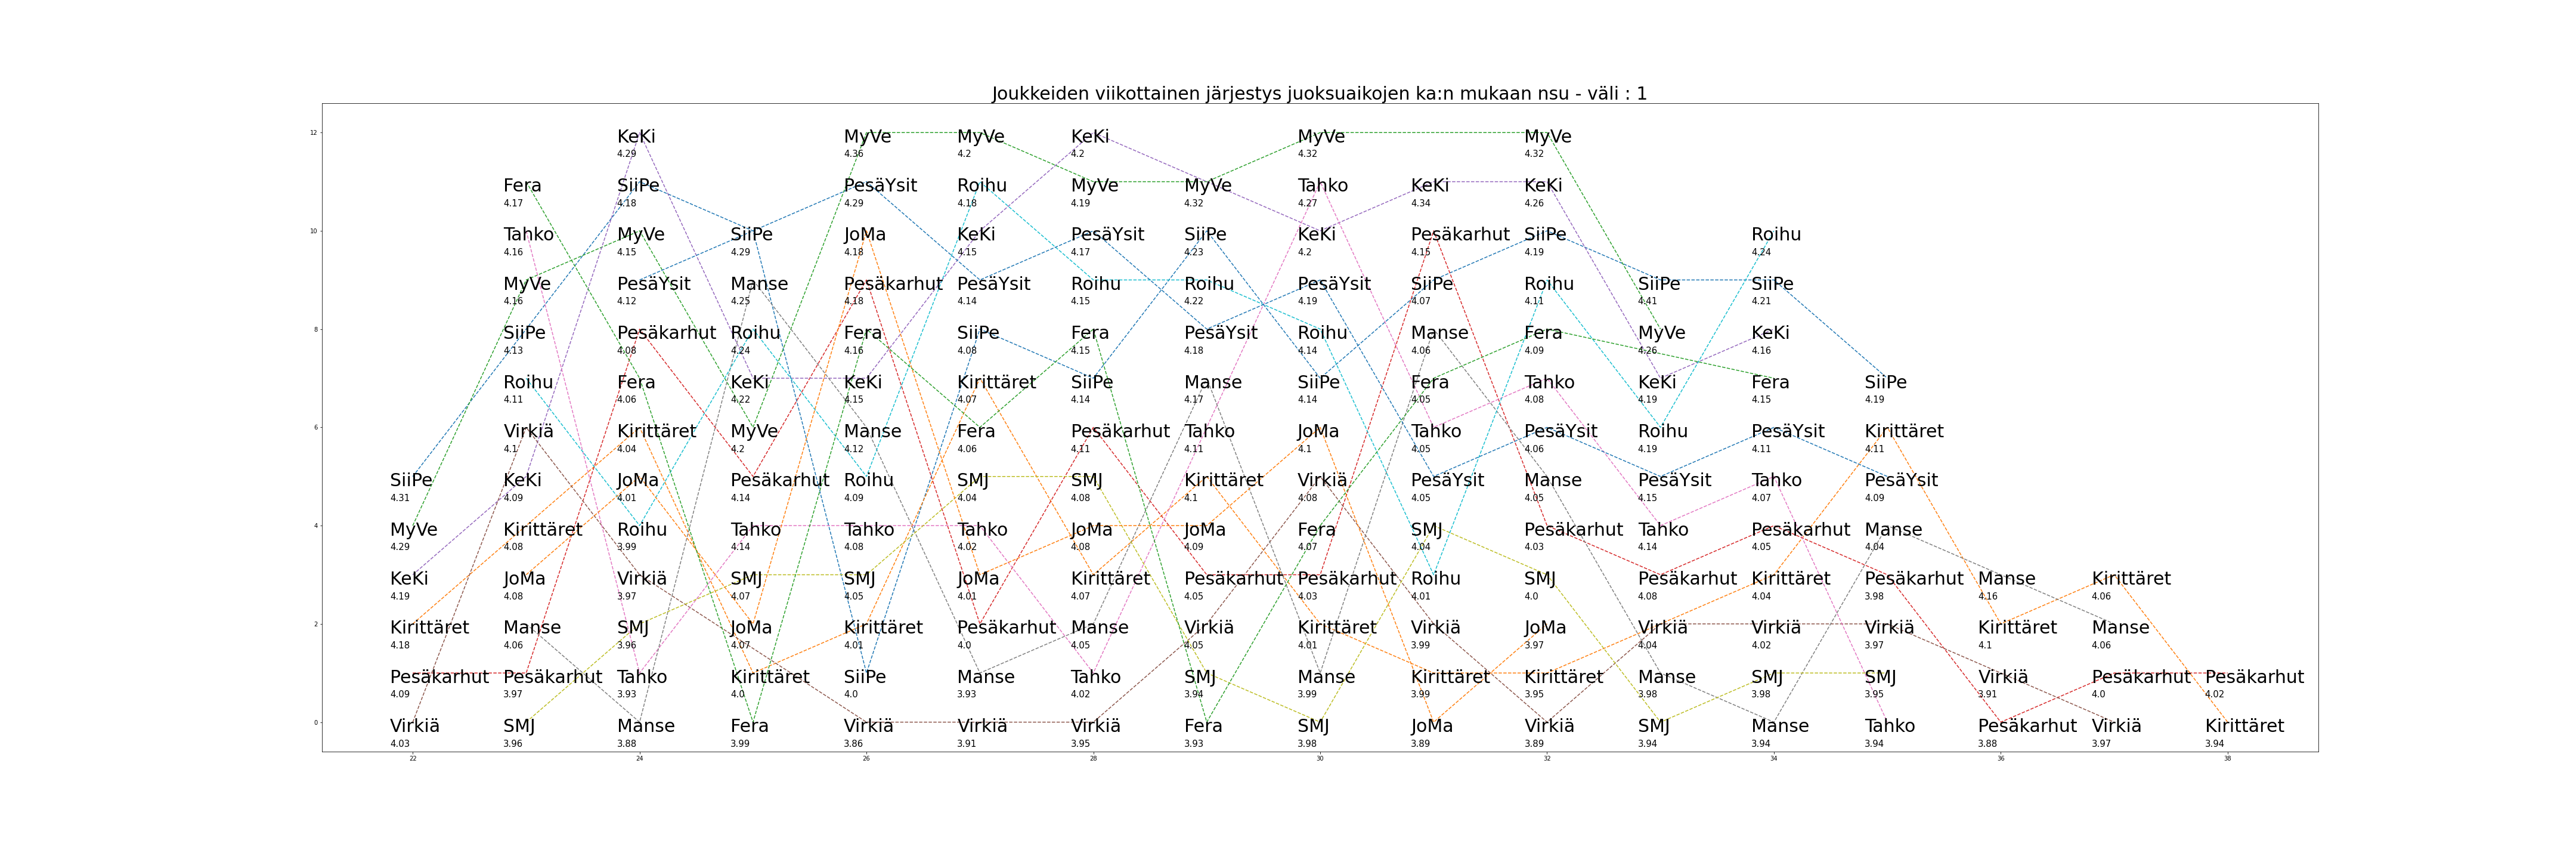 Joukkeiden viikottainen järjestys juoksuaikojen ka:n mukaan nsu - väli : 1
12 KeKi MyVe MyVe KeKi MyVe MyVe
4.29 4.36 4.2 4.2 4.32 4.32
Fera SiiPe PesäYsit Roihu MyVe MyVe Tahko KeKi KeKi
4.17 4.18 4.29 4.18 4.19 4.32 4.27 4.34 4.26
10 Tahko MyVe SiiPe JoMa KeKi PesäYsit SiiPe KeKi Pesäkarhut SiiPe Roihu
4.16 4.15 4.29 4.18 4.15 4.17 4.23 4.2 4.15 4.19 4.24
MyVe PesäYsit Manse Pesäkarhut PesäYsit Roihu Roihu PesäYsit SiiPe Roihu SiiPe SiiPe
4.16 4.12 4.25 4.18 4.14 4.15 4.22 4.19 4.07 4.11 4.41 4.21
8 SiiPe Pesäkarhut Roihu Fera SiiPe Fera PesäYsit Roihu Manse Fera MyVe KeKi
4.13 4.08 4.24 4.16 4.08 4.15 4.18 4.14 4.06 4.09 4.26 4.16
Roihu Fera KeKi KeKi Kirittäret SiiPe Manse SiiPe Fera Tahko KeKi Fera SiiPe
4.11 4.06 4.22 4.15 4.07 4.14 4.17 4.14 4.05 4.08 4.19 4.15 4.19
6 Virkiä Kirittäret MyVe Manse Fera Pesäkarhut Tahko JoMa Tahko PesäYsit Roihu PesäYsit Kirittäret
4.1 4.04 4.2 4.12 4.06 4.11 4.11 4.1 4.05 4.06 4.19 4.11 4.11
SiiPe KeKi JoMa Pesäkarhut Roihu SMJ SMJ Kirittäret Virkiä PesäYsit Manse PesäYsit Tahko PesäYsit
4.31 4.09 4.01 4.14 4.09 4.04 4.08 4.1 4.08 4.05 4.05 4.15 4.07 4.09
4 MyVe Kirittäret Roihu Tahko Tahko Tahko JoMa JoMa Fera SMJ Pesäkarhut Tahko Pesäkarhut Manse
4.29 4.08 3.99 4.14 4.08 4.02 4.08 4.09 4.07 4.04 4.03 4.14 4.05 4.04
KeKi JoMa Virkiä SMJ SMJ JoMa Kirittäret Pesäkarhut Pesäkarhut Roihu SMJ Pesäkarhut Kirittäret Pesäkarhut Manse Kirittäret
4.19 4.08 3.97 4.07 4.05 4.01 4.07 4.05 4.03 4.01 4.0 4.08 4.04 3.98 4.16 4.06
2 Kirittäret Manse SMJ JoMa Kirittäret Pesäkarhut Manse Virkiä Kirittäret Virkiä JoMa Virkiä Virkiä Virkiä Kirittäret Manse
4.18 4.06 3.96 4.07 4.01 4.0 4.05 4.05 4.01 3.99 3.97 4.04 4.02 3.97 4.1 4.06
Pesäkarhut Pesäkarhut Tahko Kirittäret SiiPe Manse Tahko SMJ Manse Kirittäret Kirittäret Manse SMJ SMJ Virkiä Pesäkarhut Pesäkarhut
4.09 3.97 3.93 4.0 4.0 3.93 4.02 3.94 3.99 3.99 3.95 3.98 3.98 3.95 3.91 4.0 4.02
0 Virkiä SMJ Manse Fera Virkiä Virkiä Virkiä Fera SMJ JoMa Virkiä SMJ Manse Tahko Pesäkarhut Virkiä Kirittäret
4.03 3.96 3.88 3.99 3.86 3.91 3.95 3.93 3.98 3.89 3.89 3.94 3.94 3.94 3.88 3.97 3.94
22 24 26 28 30 32 34 36 38